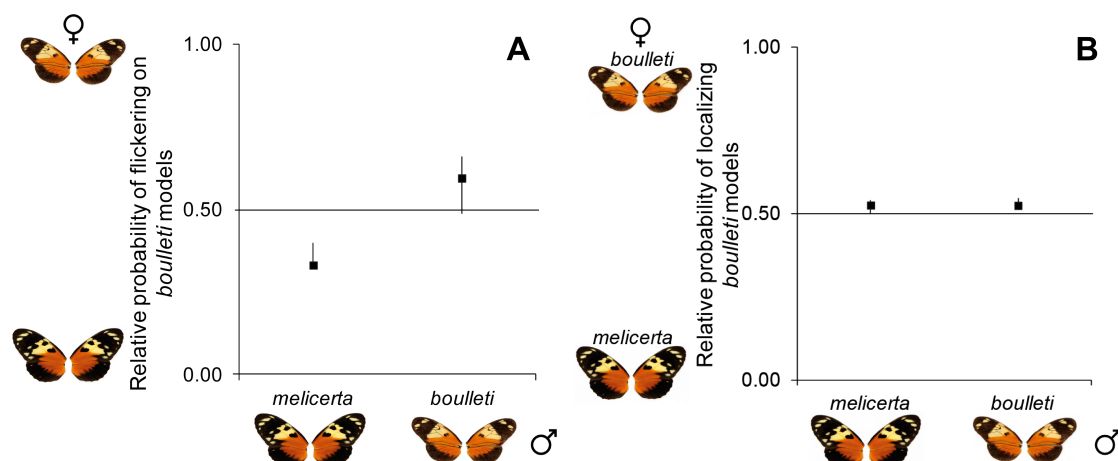 ♀
1.00
A
Relative probability of flickering on
boulleti models
0.50
0.00
melicerta
boulleti
♂
♀
boulleti
1.00
B
Relative probability of localizing
boulleti models
0.50
melicerta
0.00
melicerta
boulleti
♂